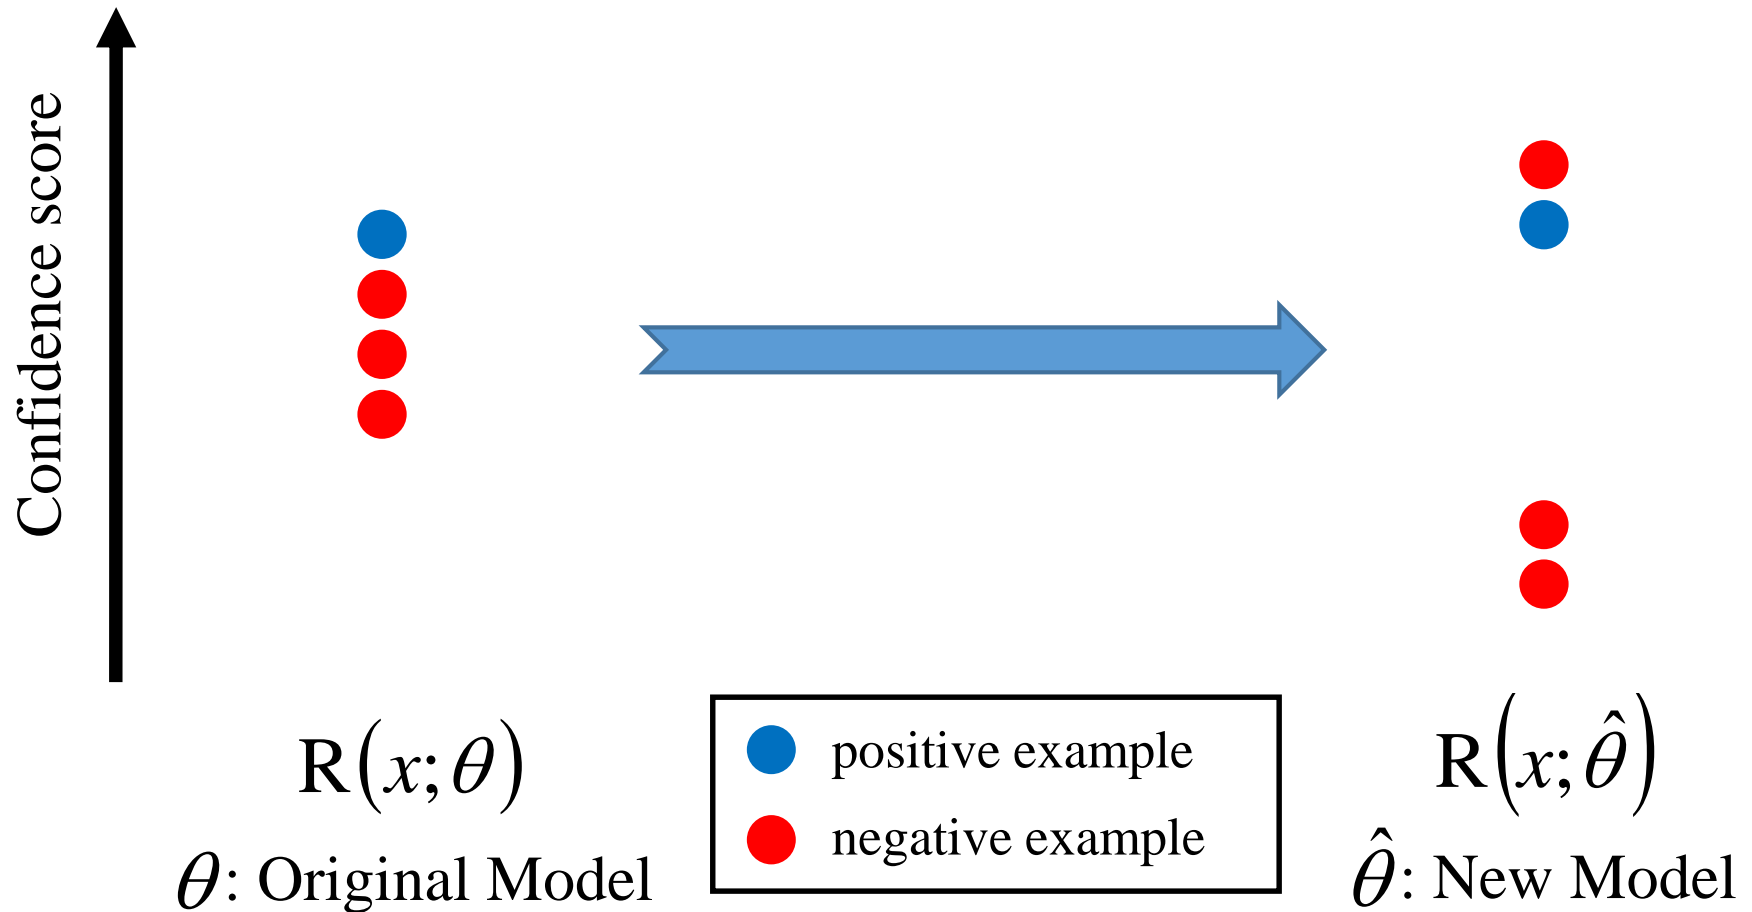 Confidence score
R(x;θ)
θ: Original Model
positive example
negative example
R(x;θ̂)
θ̂: New Model